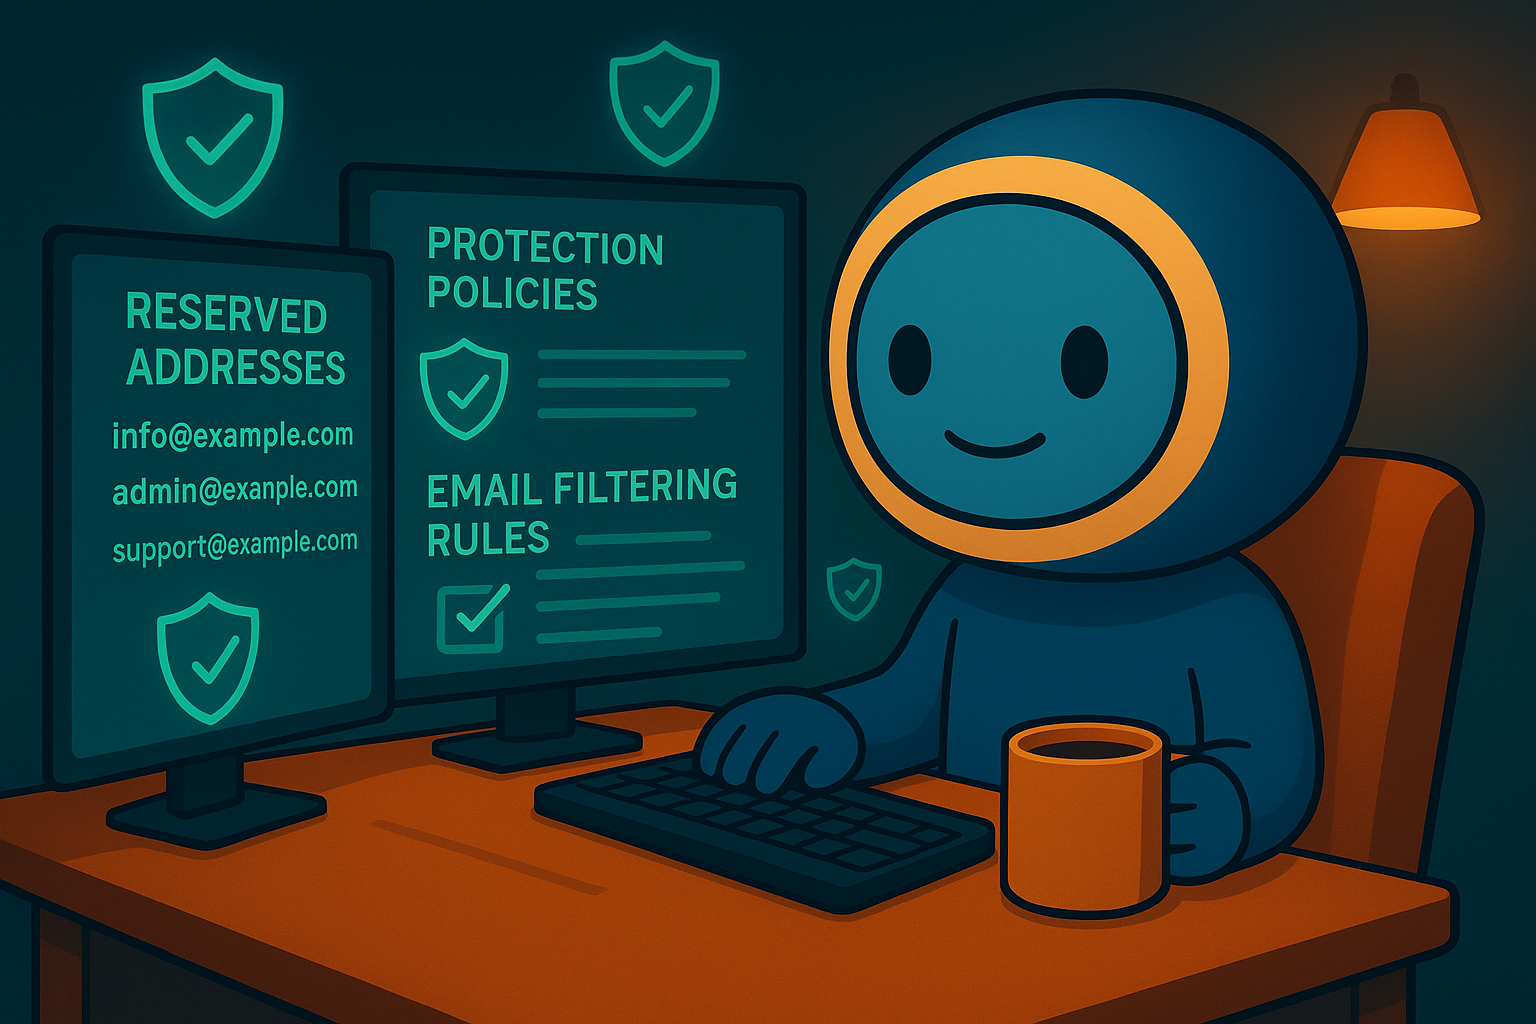 RESERVED
ADDRESSES
info@example.com
admin@exanple.com
support@example.com
PROTECTION
POLICIES
EMAIL FILTERING
RULES